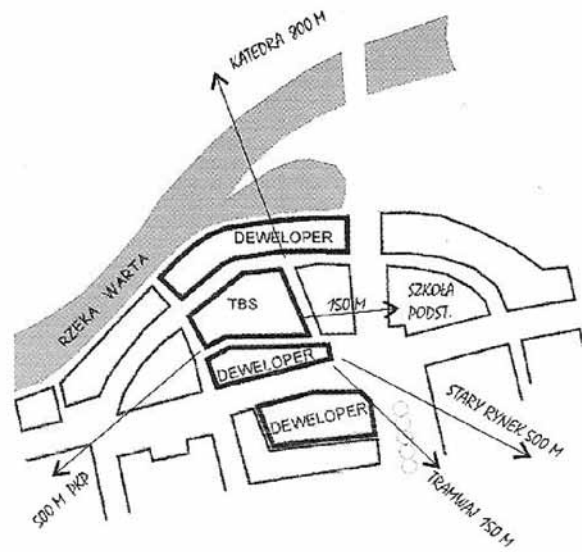 KATEDRA 800 M
DEWELOPER
RZEKA WARTA
TBS
150 M
SZKOŁA
PODST.
DEWELOPER
DEWELOPER
STARY RYNEK 500 M
500 M PKP
TRAMWAJ 150 M